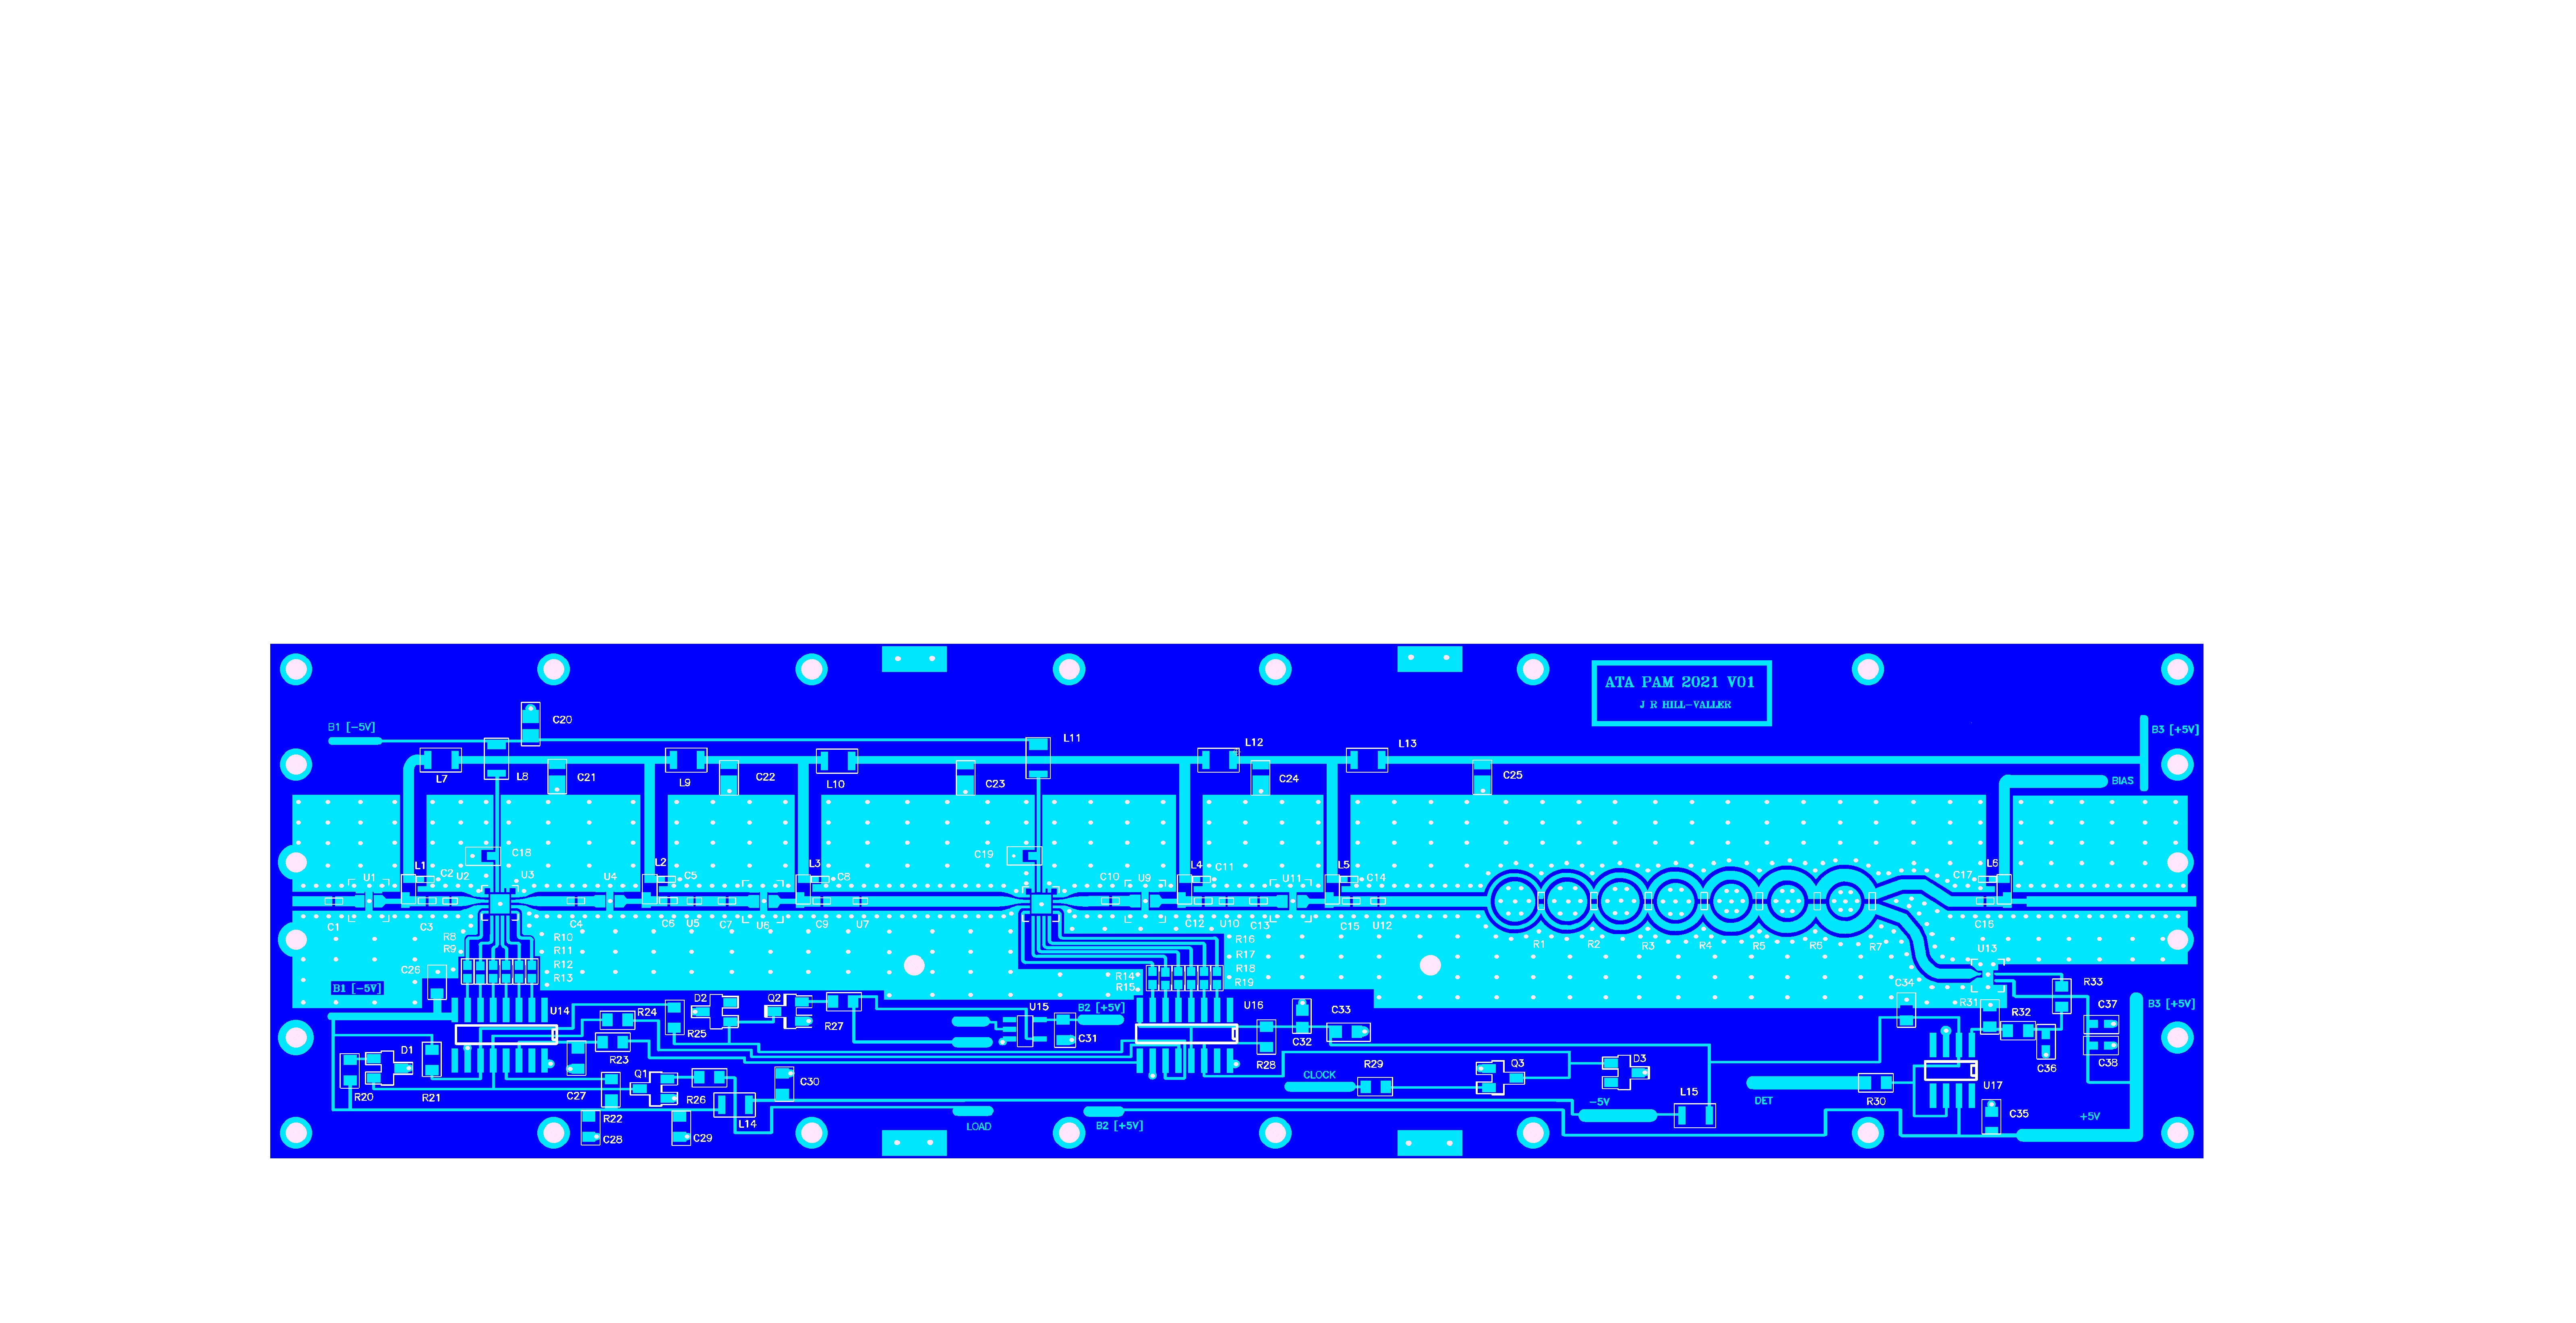 ATA PAM 2021 V01
J R HILL-VALLER
C20
B1 [-5V]
B3 [+5V]
L11
L12
L13
L7
L8
C21
L9
C22
L10
C23
C24
C25
BIAS
C18
C19
L1
C2
U2
U3
U1
U4
L2
C5
L3
C8
C10
U9
L4
C11
U11
L5
C14
L6
C17
C1
C3
C4
C6
U5
C7
U6
C9
U7
C12
U10
C13
C15
U12
C16
R8
R9
R10
R11
R12
R13
R16
R17
R18
R19
R14
R15
R1
R2
R3
R4
R5
R6
R7
U13
C26
B1 [-5V]
U14
R24
R25
D2
Q2
R27
U15
B2 [+5V]
C31
U16
C32
C33
R28
C34
R31
R32
R33
C37
C38
C36
B3 [+5V]
D1
R20
R21
R23
C27
Q1
R22
R26
C28
C29
L14
C30
LOAD
B2 [+5V]
CLOCK
R29
Q3
D3
-5V
L15
DET
R30
U17
C35
+5V